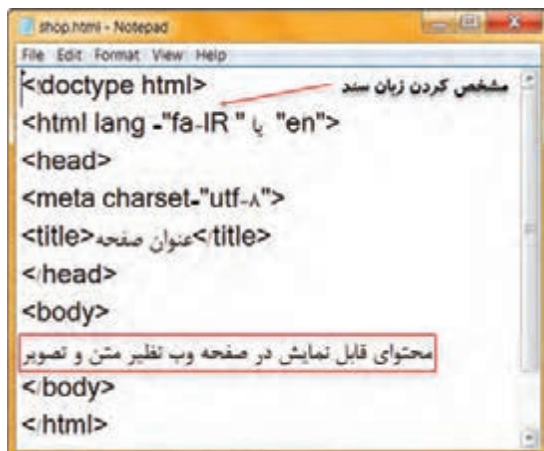 shop.html - Notepad
File Edit Format View Help
<!doctype html>
مشخص کردن زبان سند
<html lang ="fa-IR " یا "en">
<head>
<meta charset="utf-۸">
<title>عنوان صفحه</title>
</head>
<body>
محتوای قابل نمایش در صفحه وب نظیر متن و تصویر
</body>
</html>